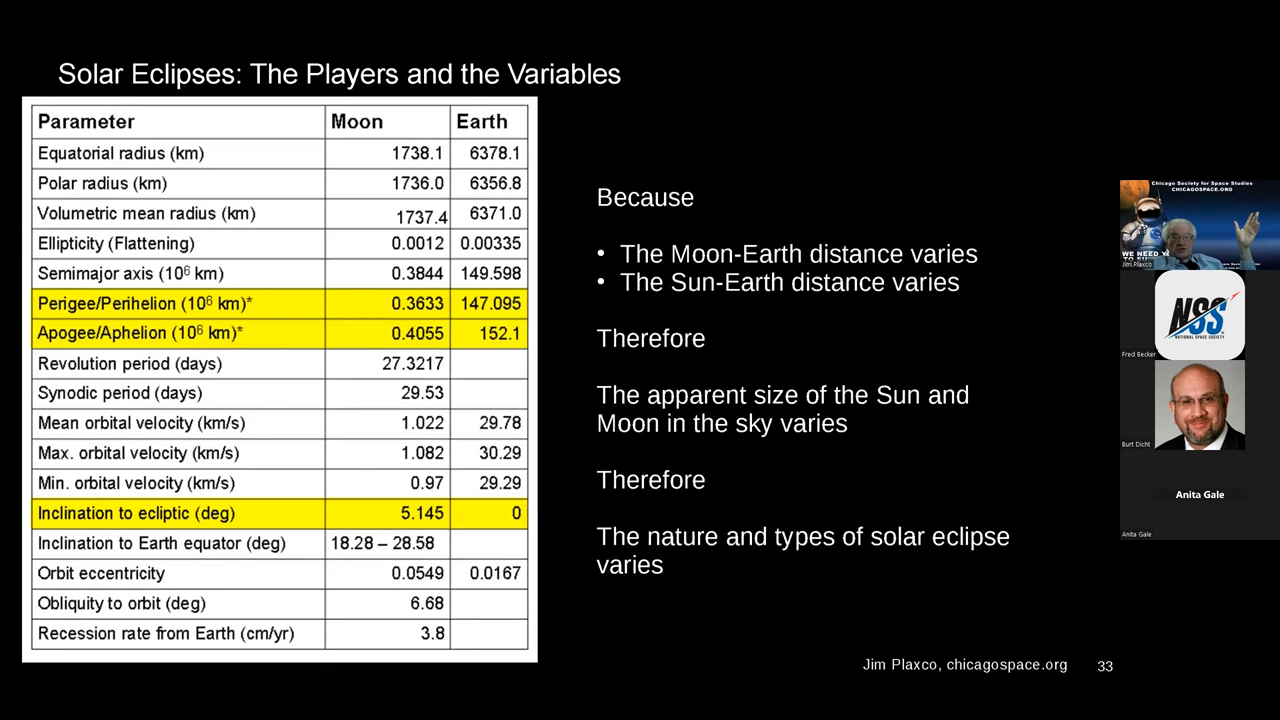 Solar Eclipses: The Players and the Variables
Parameter Moon Earth
Equatorial radius (km) 1738.1 6378.1
Polar radius (km) 1736.0 6356.8
Volumetric mean radius (km) 1737.4 6371.0
Ellipticity (Flattening) 0.0012 0.00335
Semimajor axis (10⁶ km) 0.3844 149.598
Perigee/Perihelion (10⁶ km)* 0.3633 147.095
Apogee/Aphelion (10⁶ km)* 0.4055 152.1
Revolution period (days) 27.3217
Synodic period (days) 29.53
Mean orbital velocity (km/s) 1.022 29.78
Max. orbital velocity (km/s) 1.082 30.29
Min. orbital velocity (km/s) 0.97 29.29
Inclination to ecliptic (deg) 5.145 0
Inclination to Earth equator (deg) 18.28 – 28.58
Orbit eccentricity 0.0549 0.0167
Obliquity to orbit (deg) 6.68
Recession rate from Earth (cm/yr) 3.8
Because
• The Moon-Earth distance varies
• The Sun-Earth distance varies
Therefore
The apparent size of the Sun and
Moon in the sky varies
Therefore
The nature and types of solar eclipse
varies
Jim Plaxco, chicagospace.org 33
Chicago Society for Space Studies
CHICAGOSPACE.ORG
WE NEED
Jim Plaxco
NSS
NATIONAL SPACE SOCIETY
Fred Becker
Burt Dicht
Anita Gale
Anita Gale